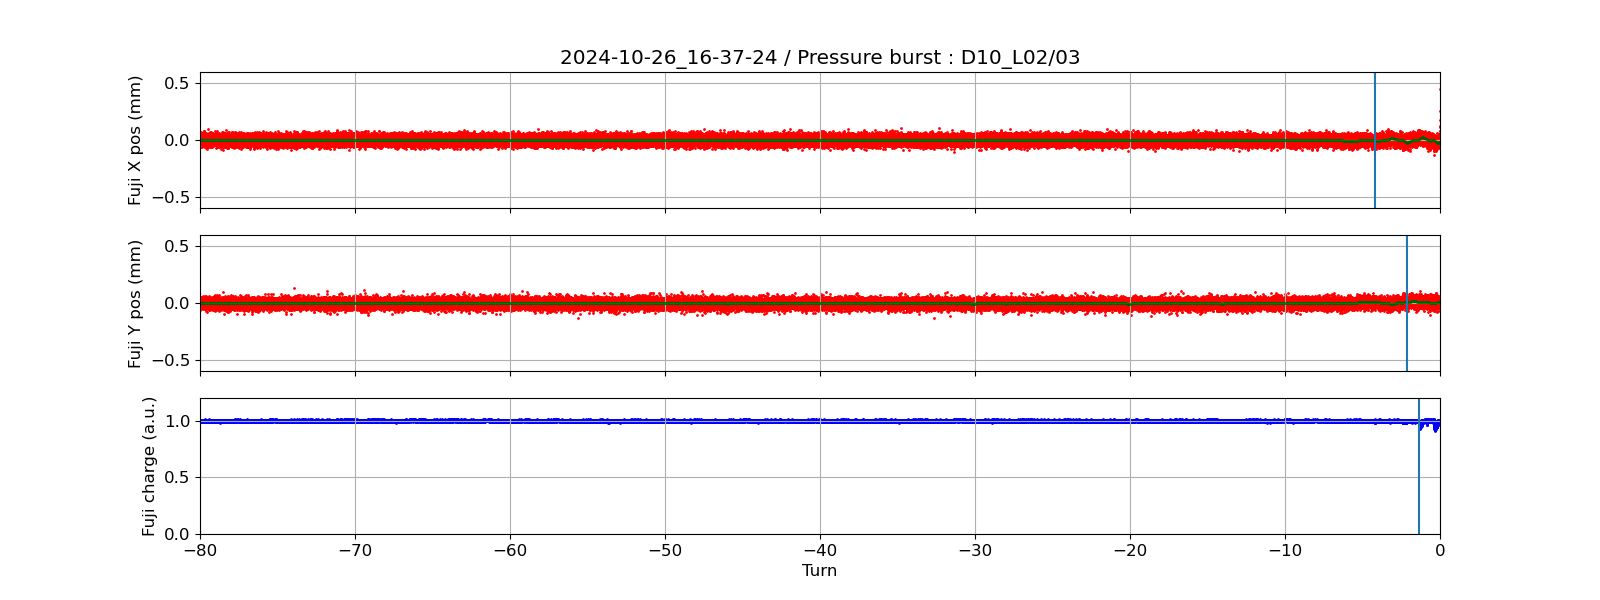 2024-10-26_16-37-24 / Pressure burst : D10_L02/03
Fuji X pos (mm)
0.5
0.0
−0.5
Fuji Y pos (mm)
0.5
0.0
−0.5
Fuji charge (a.u.)
1.0
0.5
0.0
−80 −70 −60 −50 −40 −30 −20 −10 0
Turn